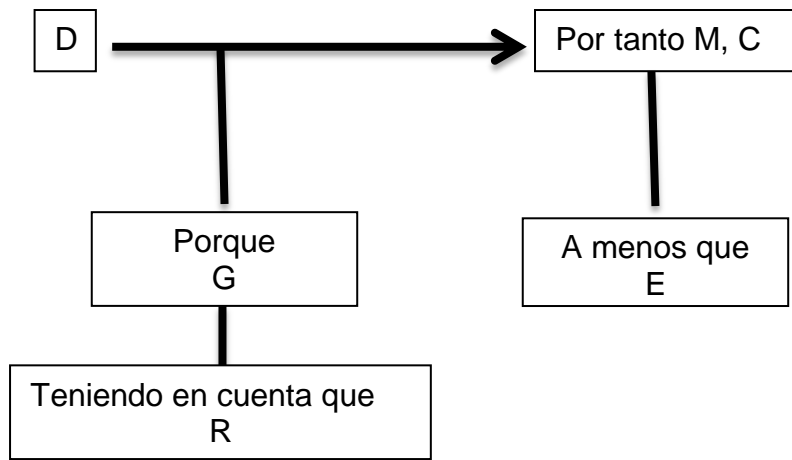 D
Por tanto M, C
Porque
G
A menos que
E
Teniendo en cuenta que
R